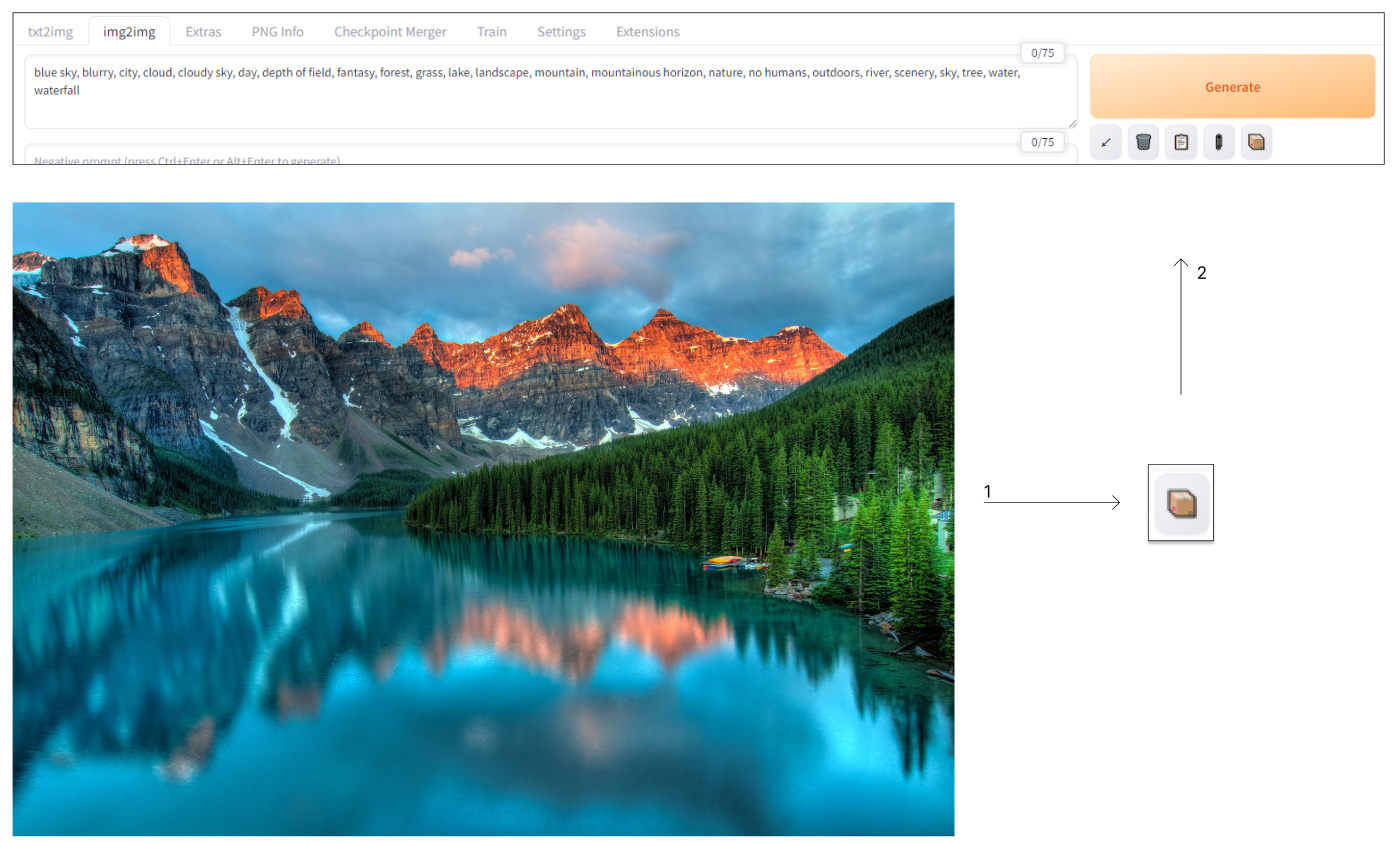 txt2img img2img Extras PNG Info Checkpoint Merger Train Settings Extensions
0/75
blue sky, blurry, city, cloud, cloudy sky, day, depth of field, fantasy, forest, grass, lake, landscape, mountain, mountainous horizon, nature, no humans, outdoors, river, scenery, sky, tree, water,
waterfall
Generate
0/75
Negative prompt (press Ctrl+Enter or Alt+Enter to generate)
2
1